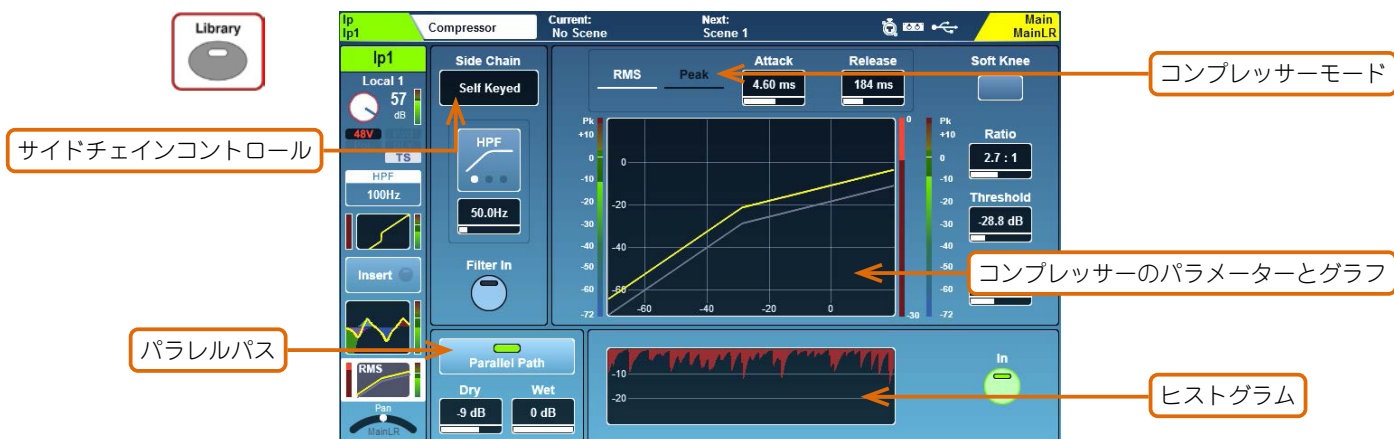 Library
Ip
Ip1
Compressor
Current:
No Scene
Next:
Scene 1
Main
MainLR
Ip1
Local 1
57
dB
48V
TS
HPF
100Hz
Insert
RMS
Pan
MainLR
Side Chain
Self Keyed
HPF
50.0Hz
Filter In
RMS
Peak
Attack
4.60 ms
Release
184 ms
Soft Knee
Ratio
2.7 : 1
Threshold
-28.8 dB
Pk
+10
0
-10
-20
-30
-40
-50
-60
-72
0
-20
-40
-60
-60
-40
-20
0
0
-30
Pk
+10
0
-10
-20
-30
-40
-50
-60
-72
Parallel Path
Dry
Wet
-9 dB
0 dB
-10
-20
In
サイドチェインコントロール
パラレルパス
コンプレッサーモード
コンプレッサーのパラメーターとグラフ
ヒストグラム